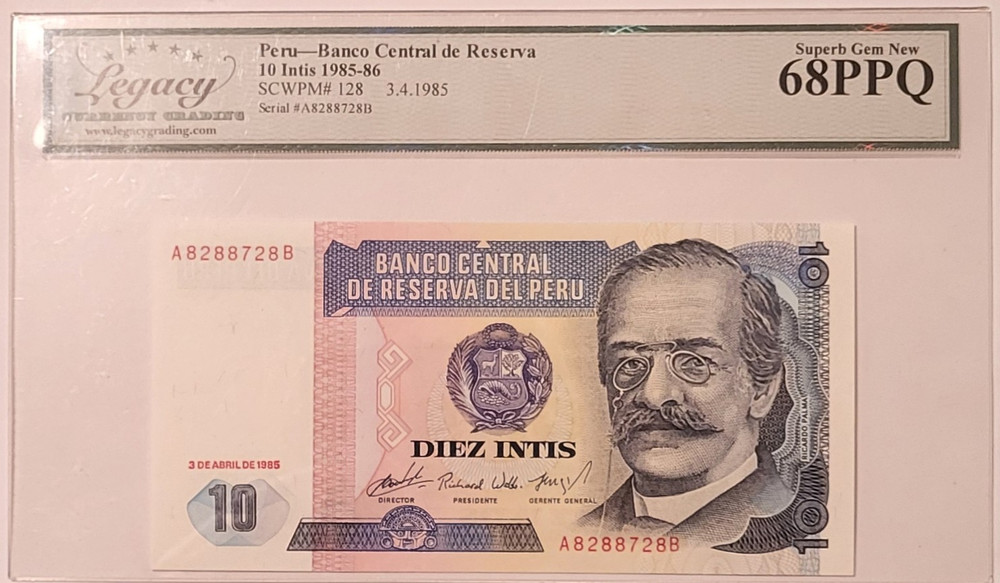 Legacy
CURRENCY GRADING
www.legacygrading.com
Peru—Banco Central de Reserva
10 Intis 1985-86
SCWPM# 128 3.4.1985
Serial #A8288728B
Superb Gem New
68PPQ
A8288728B
BANCO CENTRAL
DE RESERVA DEL PERU
10
DIEZ INTIS
RICARDO PALMA
3 DE ABRIL DE 1985
10
DIRECTOR
Richard Webb.
PRESIDENTE
GERENTE GENERAL
A8288728B
10